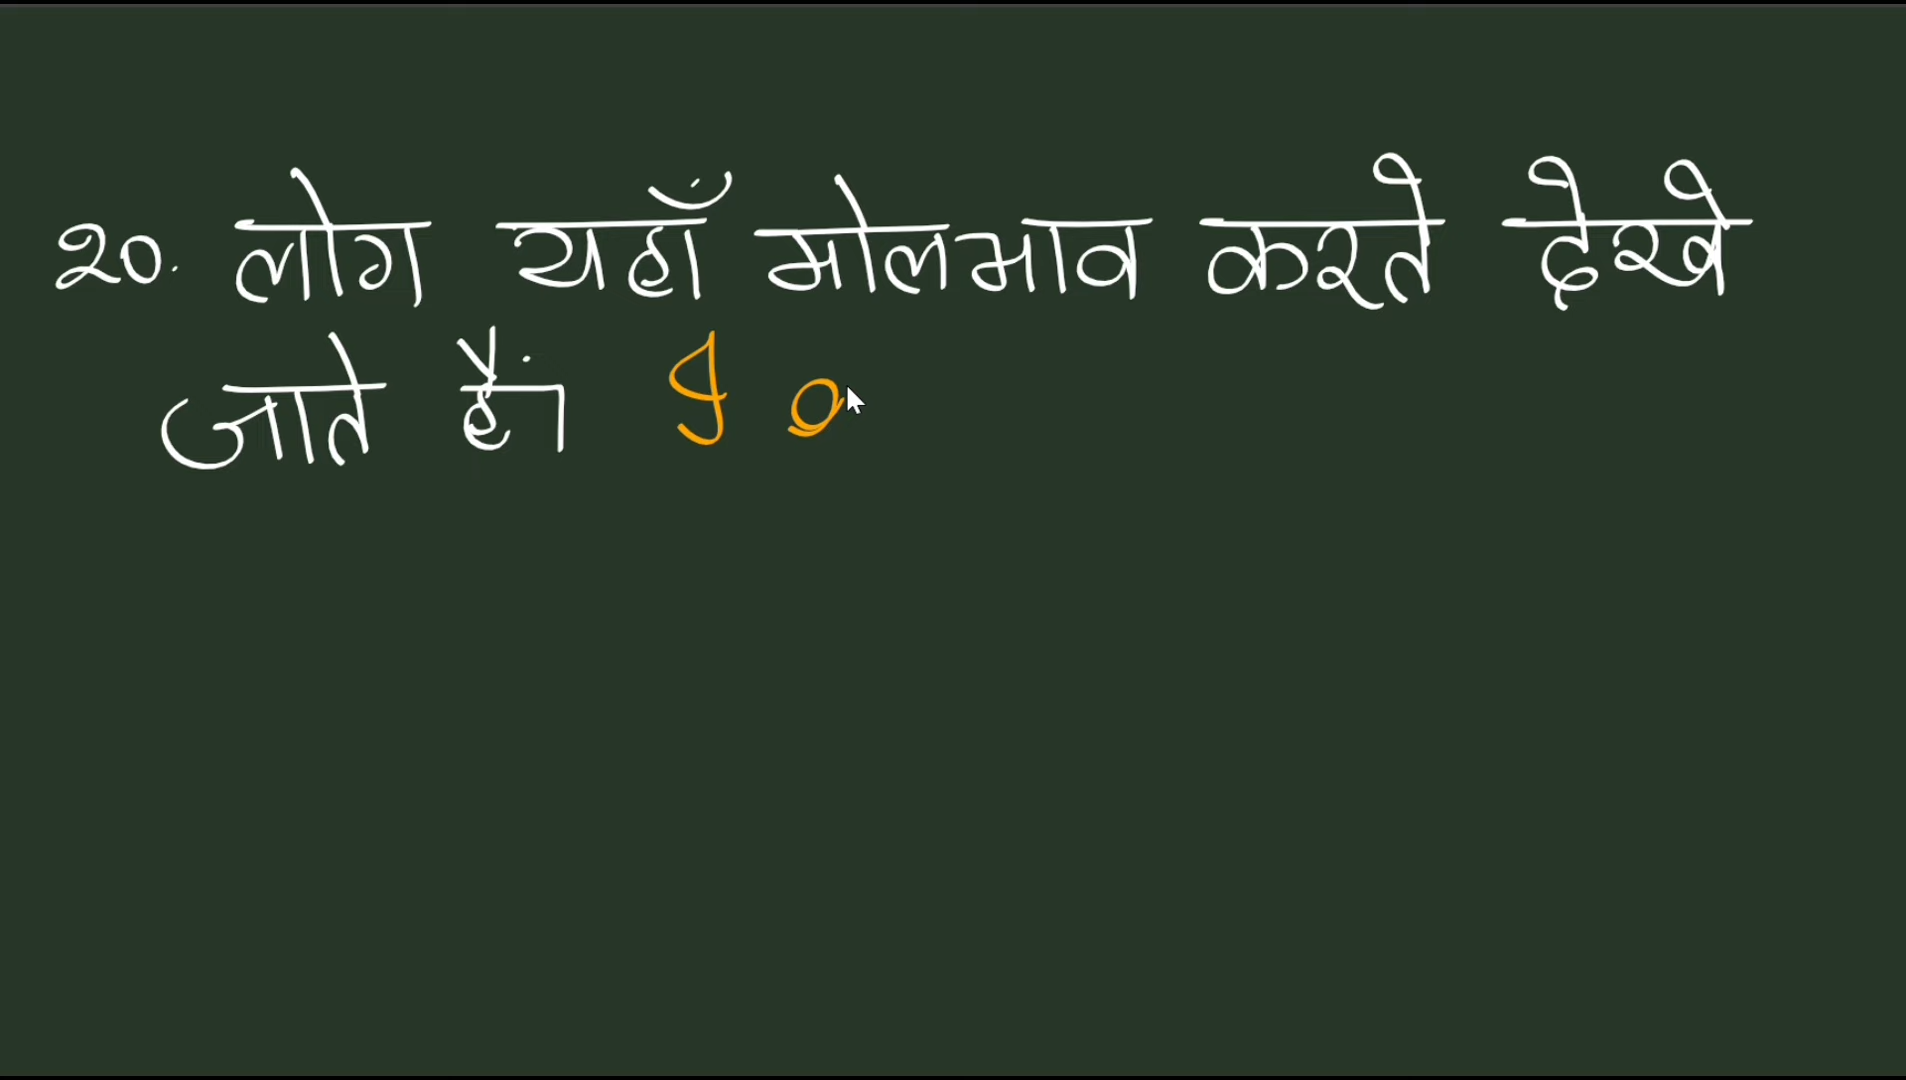 २०. लोग यहाँ मोलभाव करते देखे
जाते हैं। I a